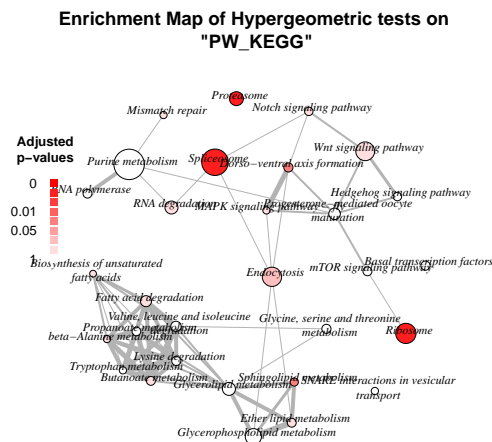 Enrichment Map of Hypergeometric tests on
"PW_KEGG"
Proteasome
Mismatch repair
Notch signaling pathway
Adjusted
p−values
Wnt signaling pathway
Purine metabolism
Spliceosome
Dorso−ventral axis formation
0
RNA polymerase
Hedgehog signaling pathway
RNA degradation
MAPK signaling pathway
Progesterone−mediated oocyte
maturation
0.01
0.05
1
Biosynthesis of unsaturated
fatty acids
Endocytosis
mTOR signaling pathway
Basal transcription factors
Fatty acid degradation
Valine, leucine and isoleucine
degradation
Glycine, serine and threonine
metabolism
Propanoate metabolism
Ribosome
beta−Alanine metabolism
Lysine degradation
Tryptophan metabolism
Butanoate metabolism
Glycerolipid metabolism
Sphingolipid metabolism
SNARE interactions in vesicular
transport
Ether lipid metabolism
Glycerophospholipid metabolism